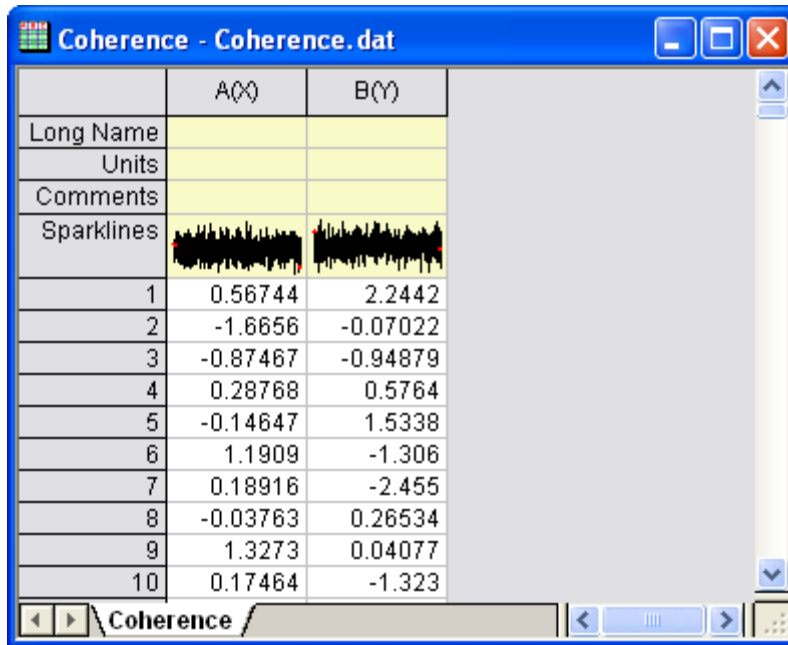 Coherence - Coherence.dat
A(X) B(Y)
Long Name
Units
Comments
Sparklines
1 0.56744 2.2442
2 -1.6656 -0.07022
3 -0.87467 -0.94879
4 0.28768 0.5764
5 -0.14647 1.5338
6 1.1909 -1.306
7 0.18916 -2.455
8 -0.03763 0.26534
9 1.3273 0.04077
10 0.17464 -1.323
Coherence